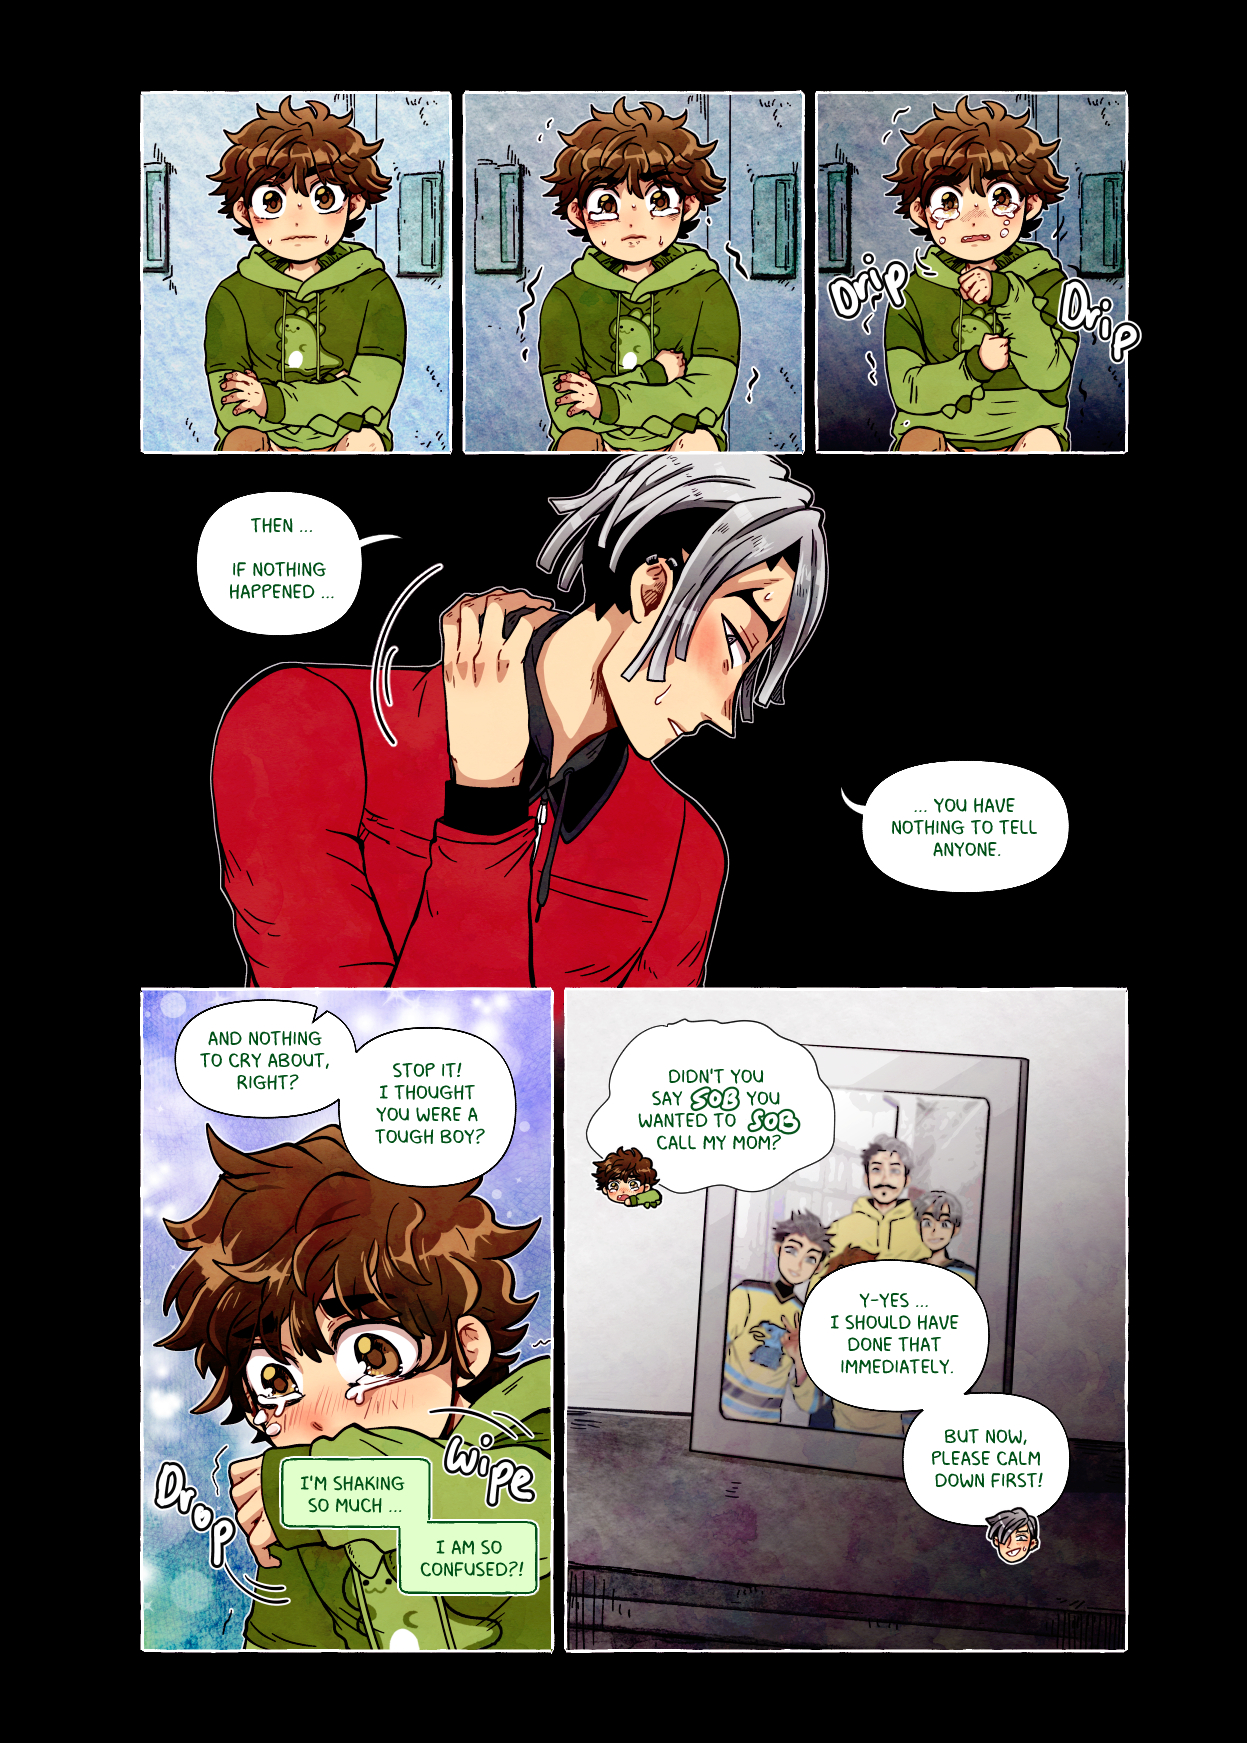 Drip
Drip
THEN ...
IF NOTHING
HAPPENED ...
... YOU HAVE
NOTHING TO TELL
ANYONE.
AND NOTHING
TO CRY ABOUT,
RIGHT?
STOP IT!
I THOUGHT
YOU WERE A
TOUGH BOY?
Wipe
Drop
I'M SHAKING
SO MUCH ...
I AM SO
CONFUSED?!
DIDN'T YOU
SAY SOB YOU
WANTED TO SOB
CALL MY MOM?
Y-YES ...
I SHOULD HAVE
DONE THAT
IMMEDIATELY.
BUT NOW,
PLEASE CALM
DOWN FIRST!